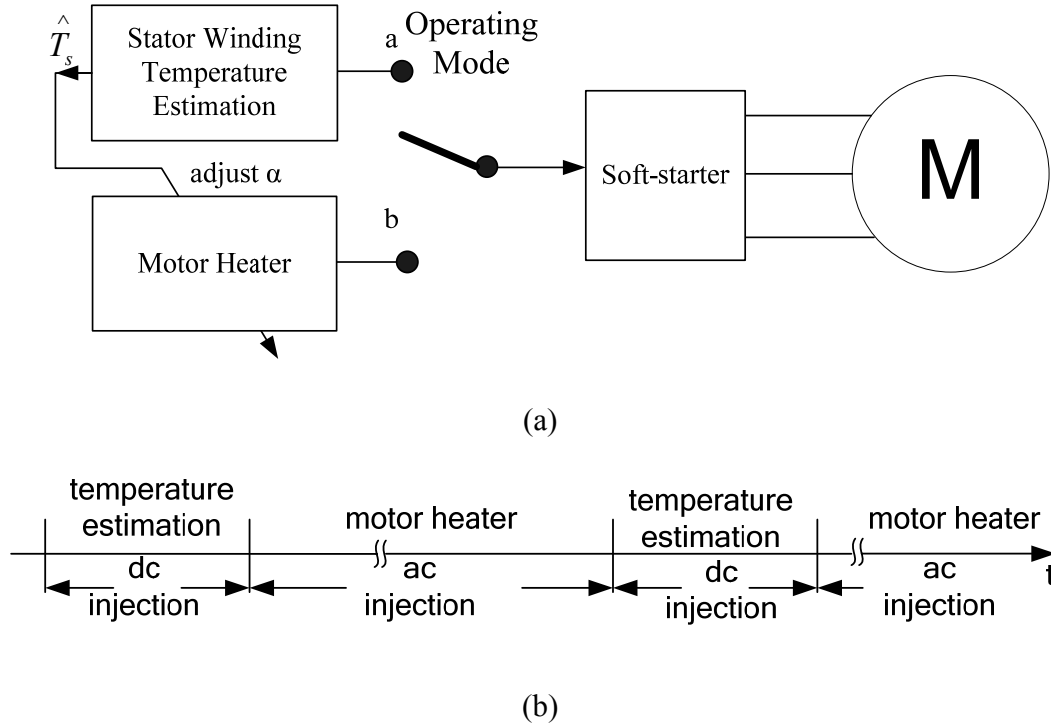 T̂ₛ
Stator Winding
Temperature
Estimation
a
Operating
Mode
adjust α
Motor Heater
b
Soft-starter
M
(a)
temperature
estimation
motor heater
temperature
estimation
motor heater
dc
injection
ac
injection
dc
injection
ac
injection
t
(b)